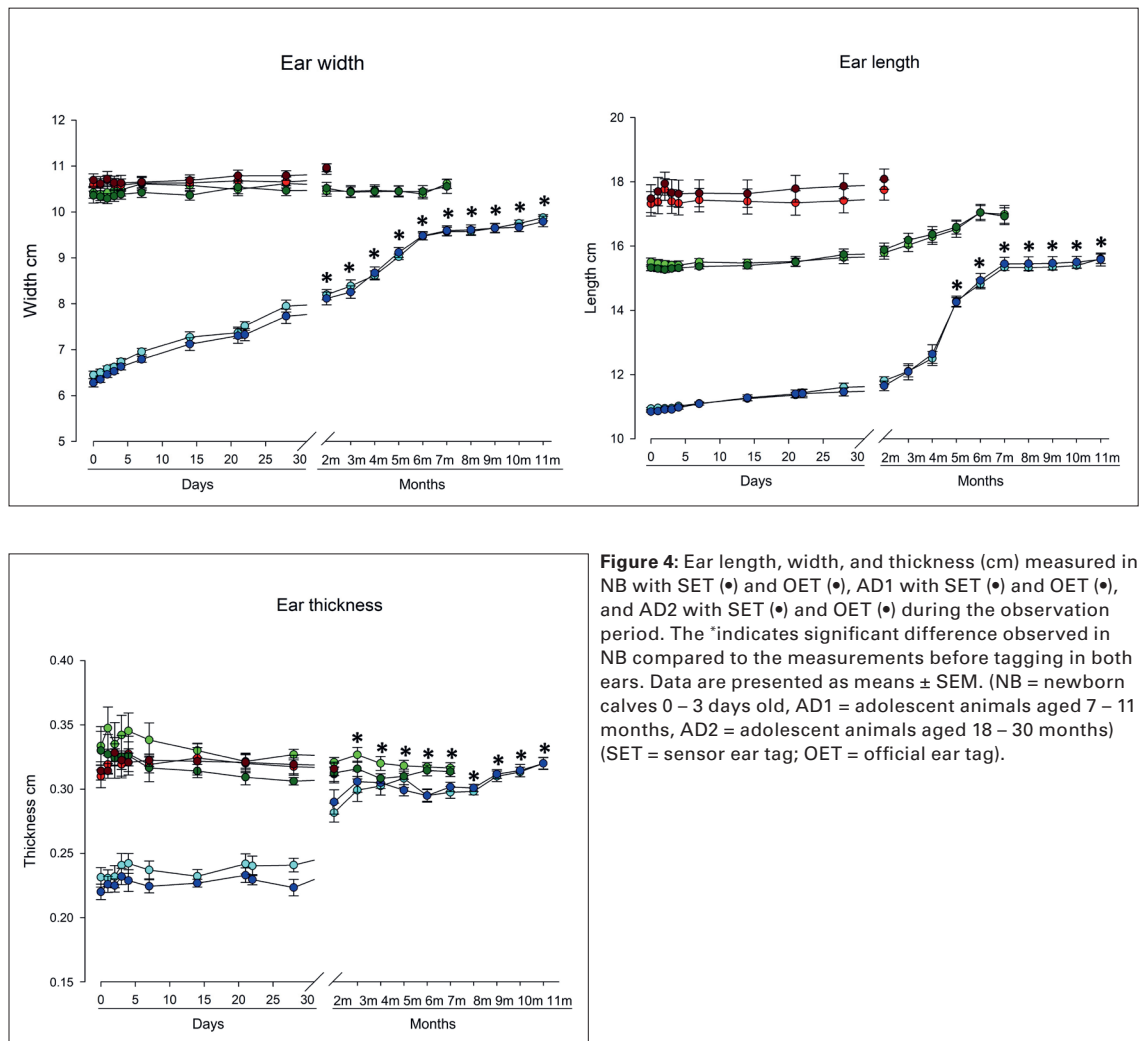 Ear width
12
11
10
9
8
7
6
5
Width cm
* * * * * * * * * *
0 5 10 15 20 25 30 2m 3m 4m 5m 6m 7m 8m 9m 10m 11m
Days Months
Ear length
20
18
16
14
12
10
Length cm
* * * * * * *
0 5 10 15 20 25 30 2m 3m 4m 5m 6m 7m 8m 9m 10m 11m
Days Months
Ear thickness
0.40
0.35
0.30
0.25
0.20
0.15
Thickness cm
* * * * * * * * *
0 5 10 15 20 25 30 2m 3m 4m 5m 6m 7m 8m 9m 10m 11m
Days Months
Figure 4: Ear length, width, and thickness (cm) measured in
NB with SET (•) and OET (•), AD1 with SET (•) and OET (•),
and AD2 with SET (•) and OET (•) during the observation
period. The *indicates significant difference observed in
NB compared to the measurements before tagging in both
ears. Data are presented as means ± SEM. (NB = newborn
calves 0 – 3 days old, AD1 = adolescent animals aged 7 – 11
months, AD2 = adolescent animals aged 18 – 30 months)
(SET = sensor ear tag; OET = official ear tag).